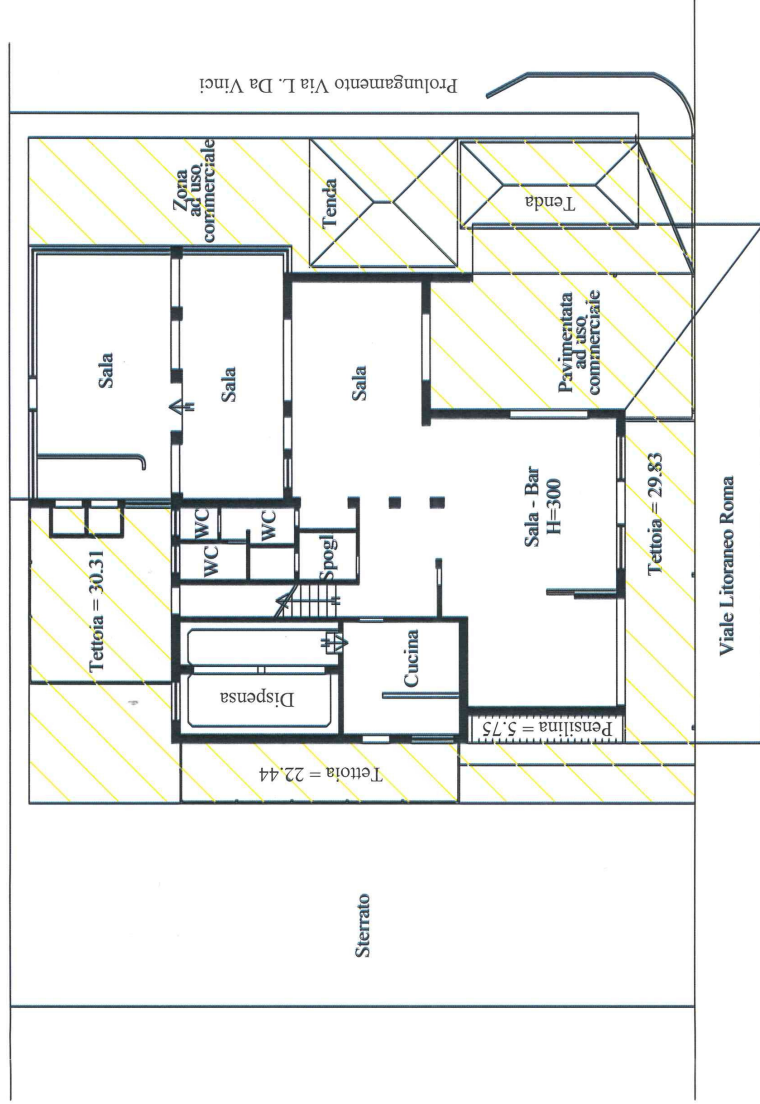 Prolungamento Via L. Da Vinci
Zona
ad uso
commerciale
Tenda
Tenda
Sala
Sala
Sala
Pavimentata
ad uso
commerciale
Tettoia = 30.31
WC
WC
WC
Spogl
Sala - Bar
H=300
Tettoia = 29.83
Dispensa
Cucina
Pensilina = 5.75
Tettoia = 22.44
Sterrato
Viale Litoraneo Roma